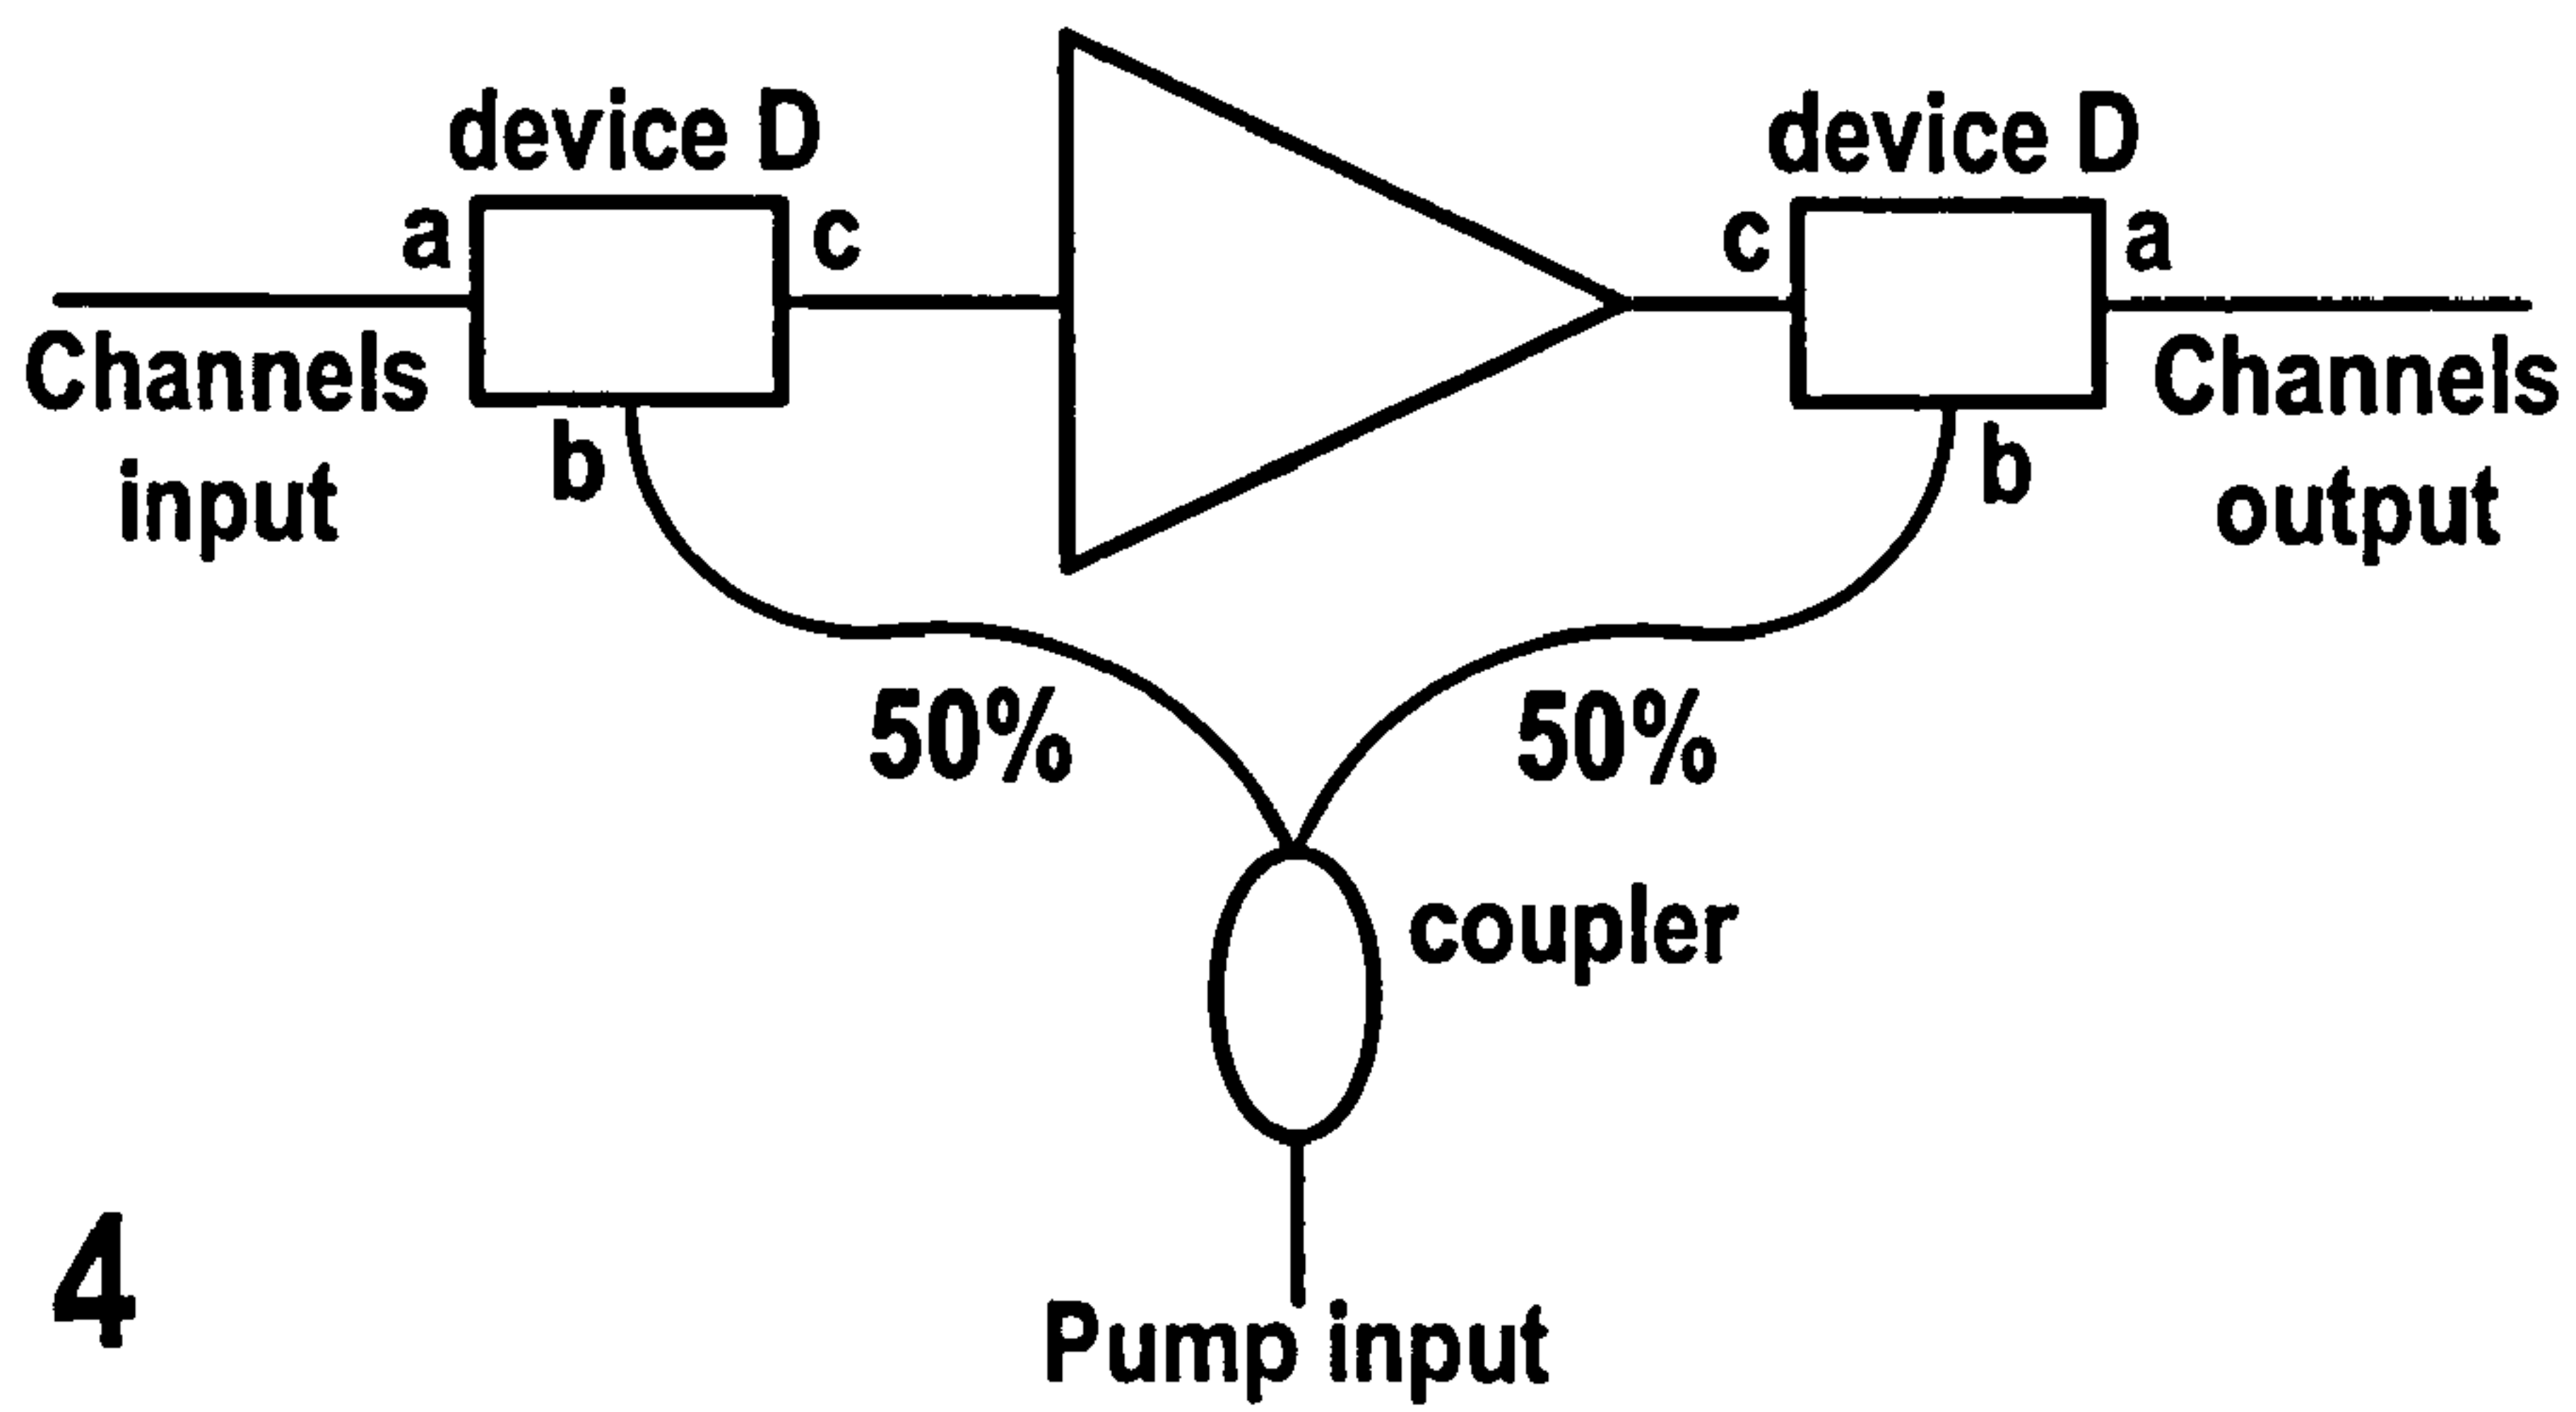 device D
device D
a
c
c
a
Channels
input
Channels
output
b
b
50%
50%
coupler
4
Pump input